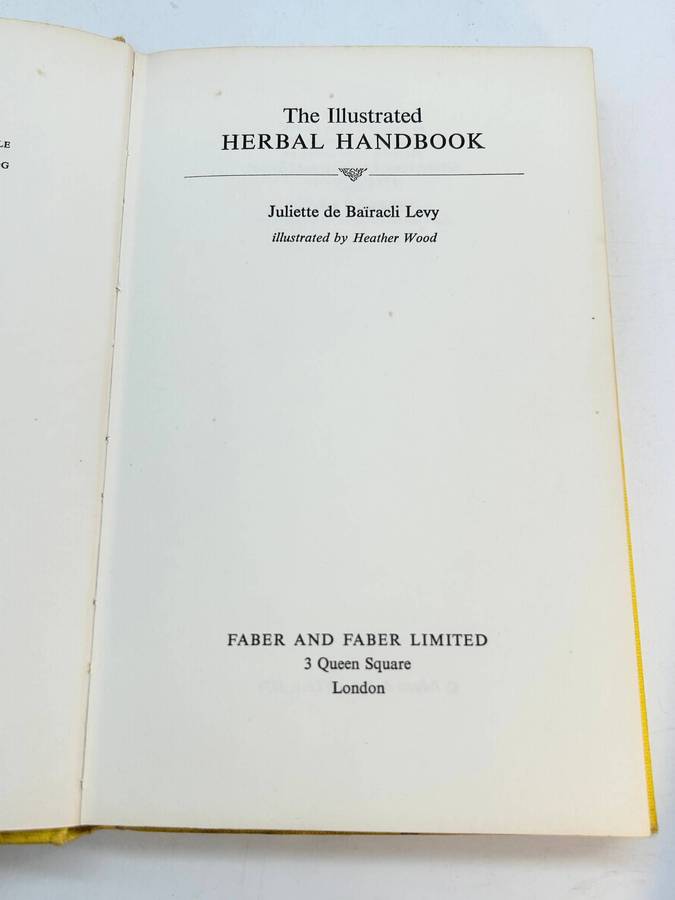 The Illustrated
HERBAL HANDBOOK
Juliette de Baïracli Levy
illustrated by Heather Wood
FABER AND FABER LIMITED
3 Queen Square
London